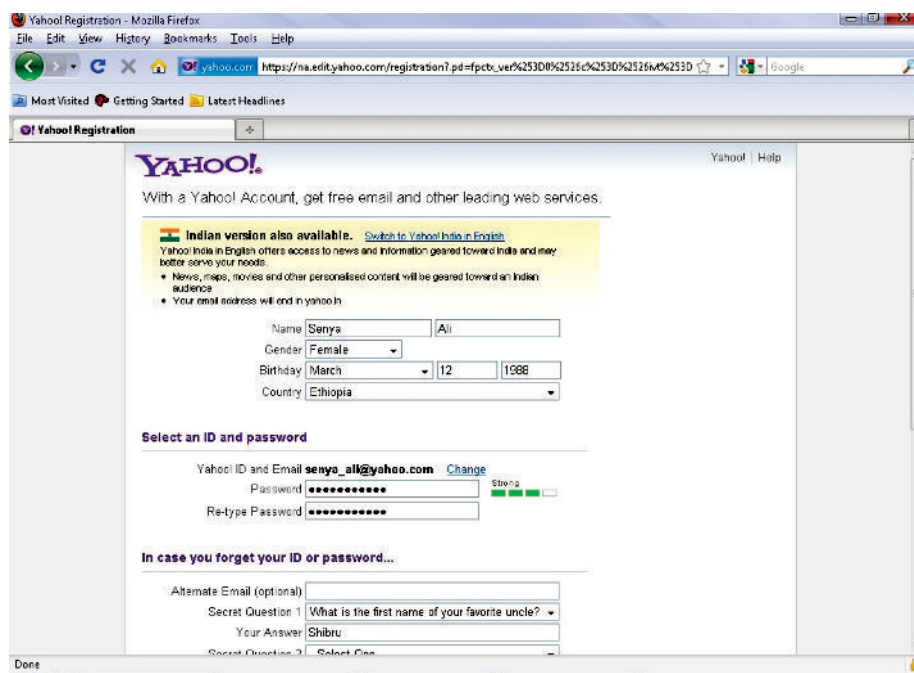 Yahoo! Registration - Mozilla Firefox
File Edit View History Bookmarks Tools Help
yahoo.com https://na.edit.yahoo.com/registration?.pd=fpctx_ver%253D0%2526c%253D%2526ivt%253D Google
Most Visited Getting Started Latest Headlines
Yahoo! Registration
YAHOO!. Yahoo! Help
With a Yahoo! Account, get free email and other leading web services.
Indian version also available. Switch to Yahoo! India in English
Yahoo! India in English offers access to news and information geared toward India and may
better serve your needs.
• News, maps, movies and other personalised content will be geared toward an Indian
audience
• Your email address will end in yahoo.in
Name Senya Ali
Gender Female
Birthday March 12 1988
Country Ethiopia
Select an ID and password
Yahoo! ID and Email senya_ali@yahoo.com Change
Password ●●●●●●●●●●● Strong
Re-type Password ●●●●●●●●●●●
In case you forget your ID or password...
Alternate Email (optional)
Secret Question 1 What is the first name of your favorite uncle?
Your Answer Shibru
Secret Question 2 - Select One
Done